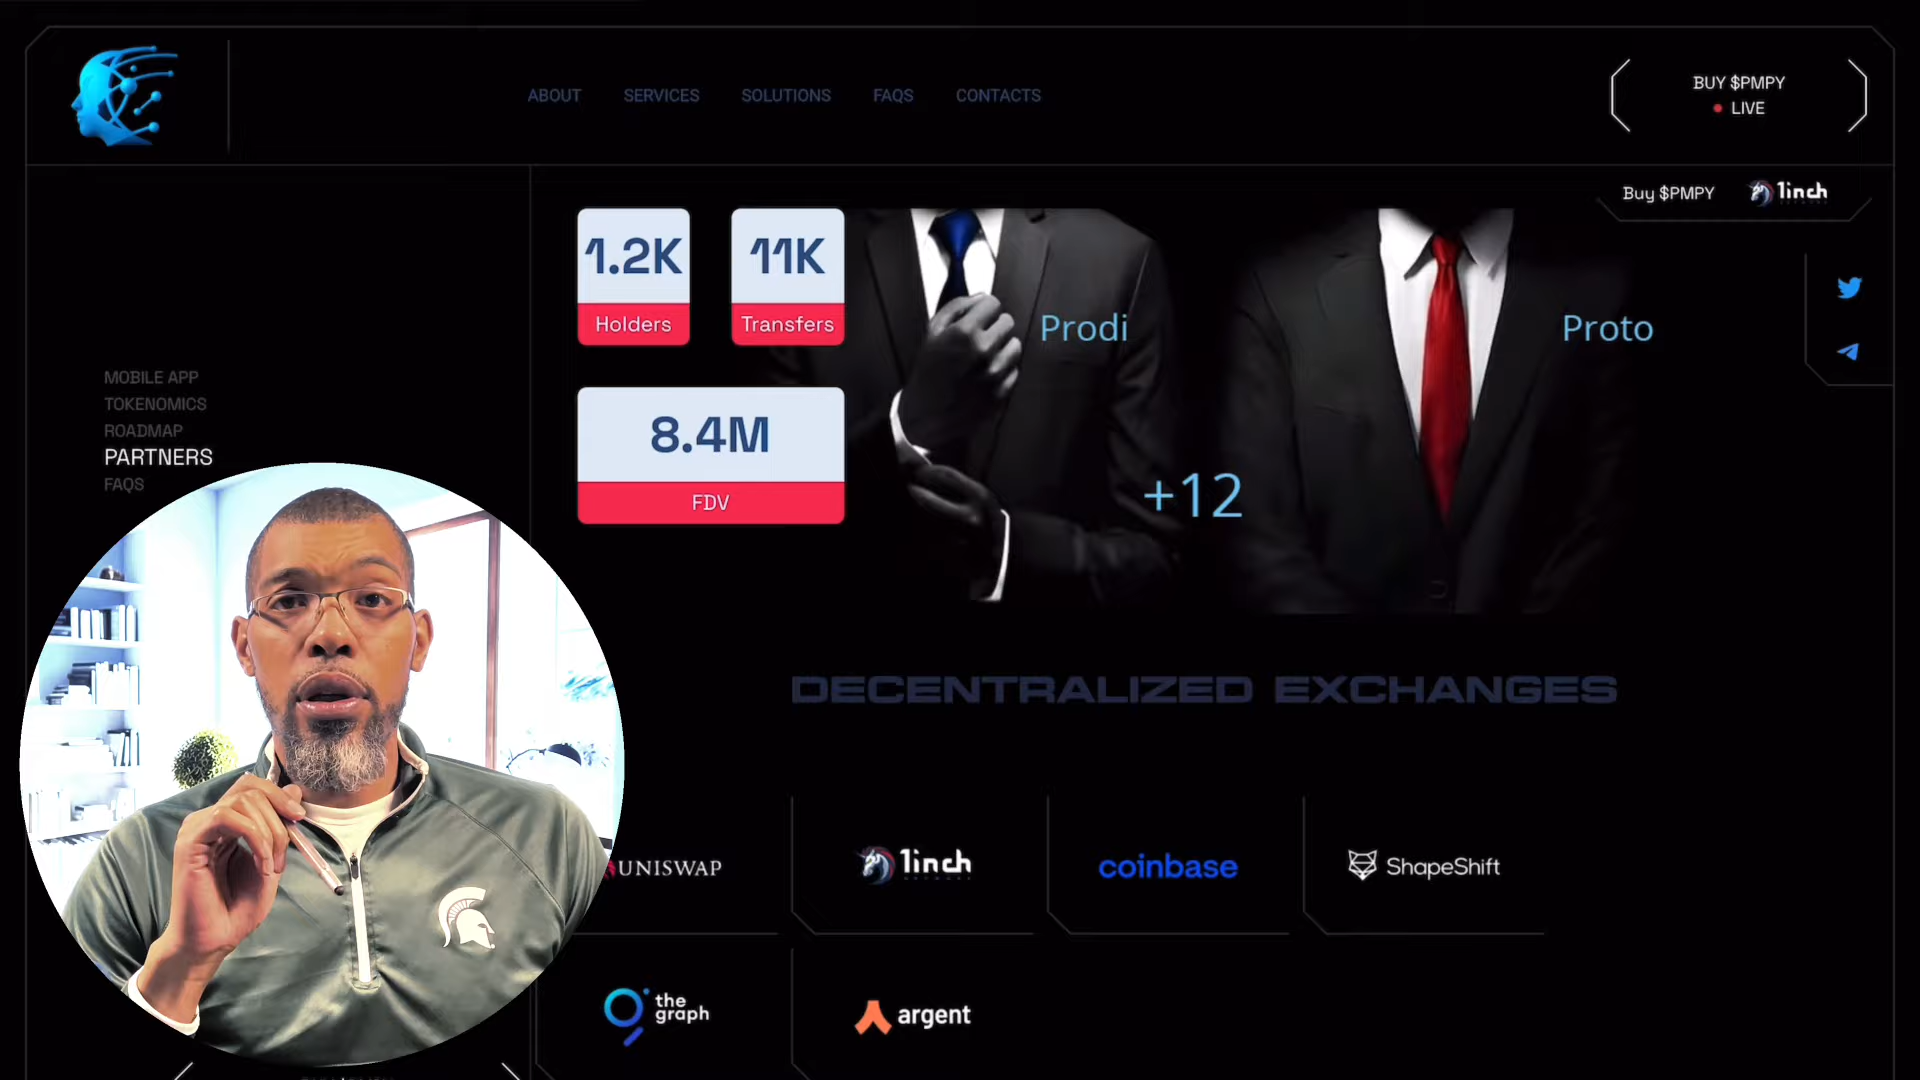 ABOUT
SERVICES
SOLUTIONS
FAQS
CONTACTS
BUY $PMPY
LIVE
Buy $PMPY
1inch
1.2K
Holders
11K
Transfers
8.4M
FDV
Prodi
Proto
+12
MOBILE APP
TOKENOMICS
ROADMAP
PARTNERS
FAQS
DECENTRALIZED EXCHANGES
UNISWAP
1inch
coinbase
ShapeShift
the
graph
argent